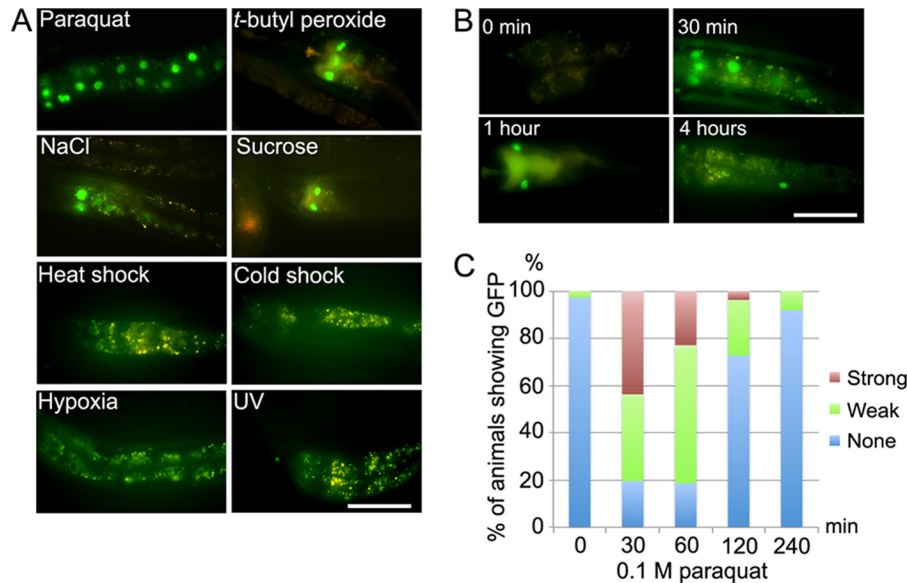 A
Paraquat
t-butyl peroxide
NaCl
Sucrose
Heat shock
Cold shock
Hypoxia
UV
B
0 min
30 min
1 hour
4 hours
C
%
% of animals showing GFP
100
80
60
40
20
0
0 30 60 120 240 min
0.1 M paraquat
Strong
Weak
None